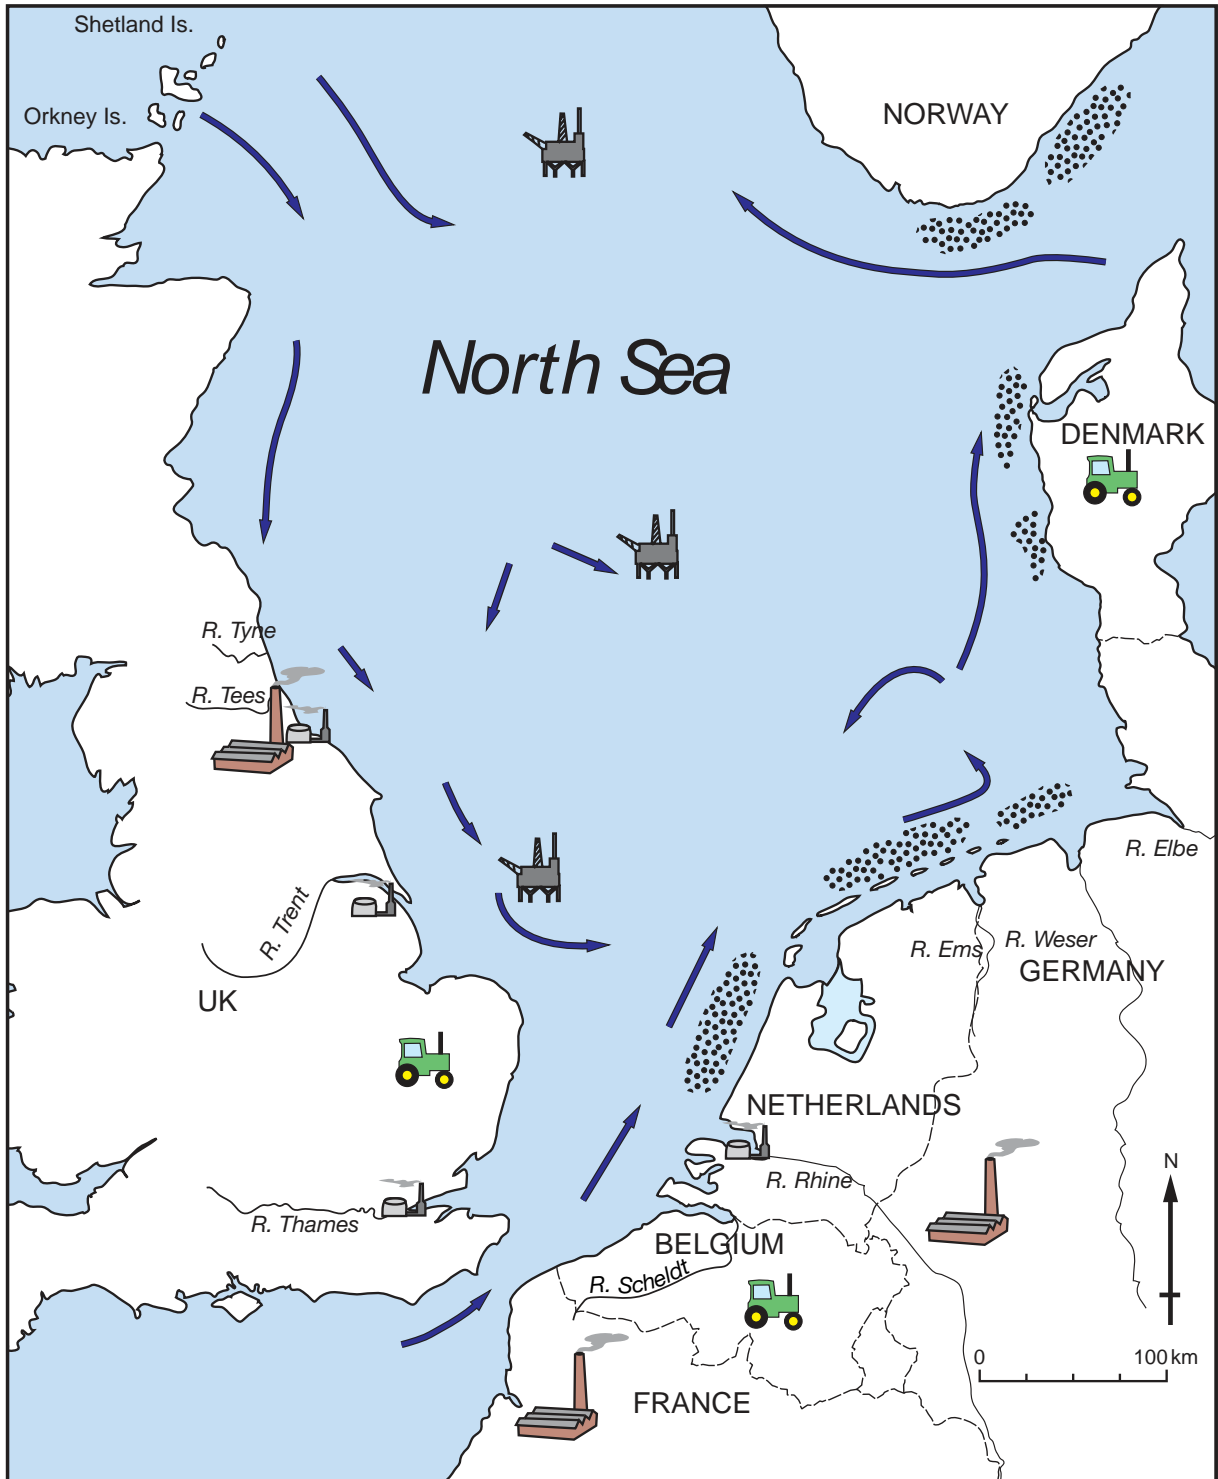 Shetland Is.
Orkney Is.
NORWAY
North Sea
DENMARK
R. Tyne
R. Tees
R. Elbe
R. Trent
R. Ems
R. Weser
GERMANY
UK
NETHERLANDS
R. Rhine
N
R. Thames
BELGIUM
R. Scheldt
0 100 km
FRANCE